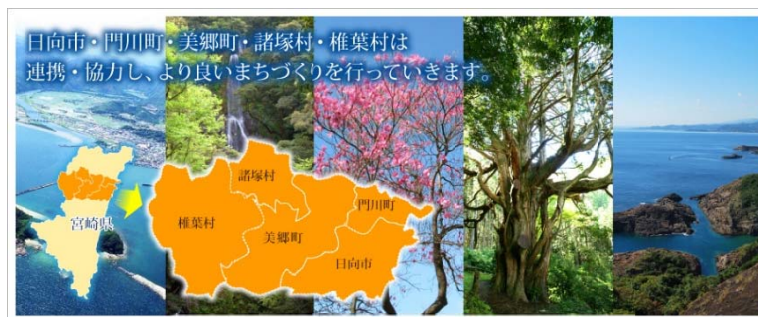 日向市・門川町・美郷町・諸塚村・椎葉村は
連携・協力し、より良いまちづくりを行っていきます。
諸塚村
門川町
椎葉村
宮崎県
美郷町
日向市